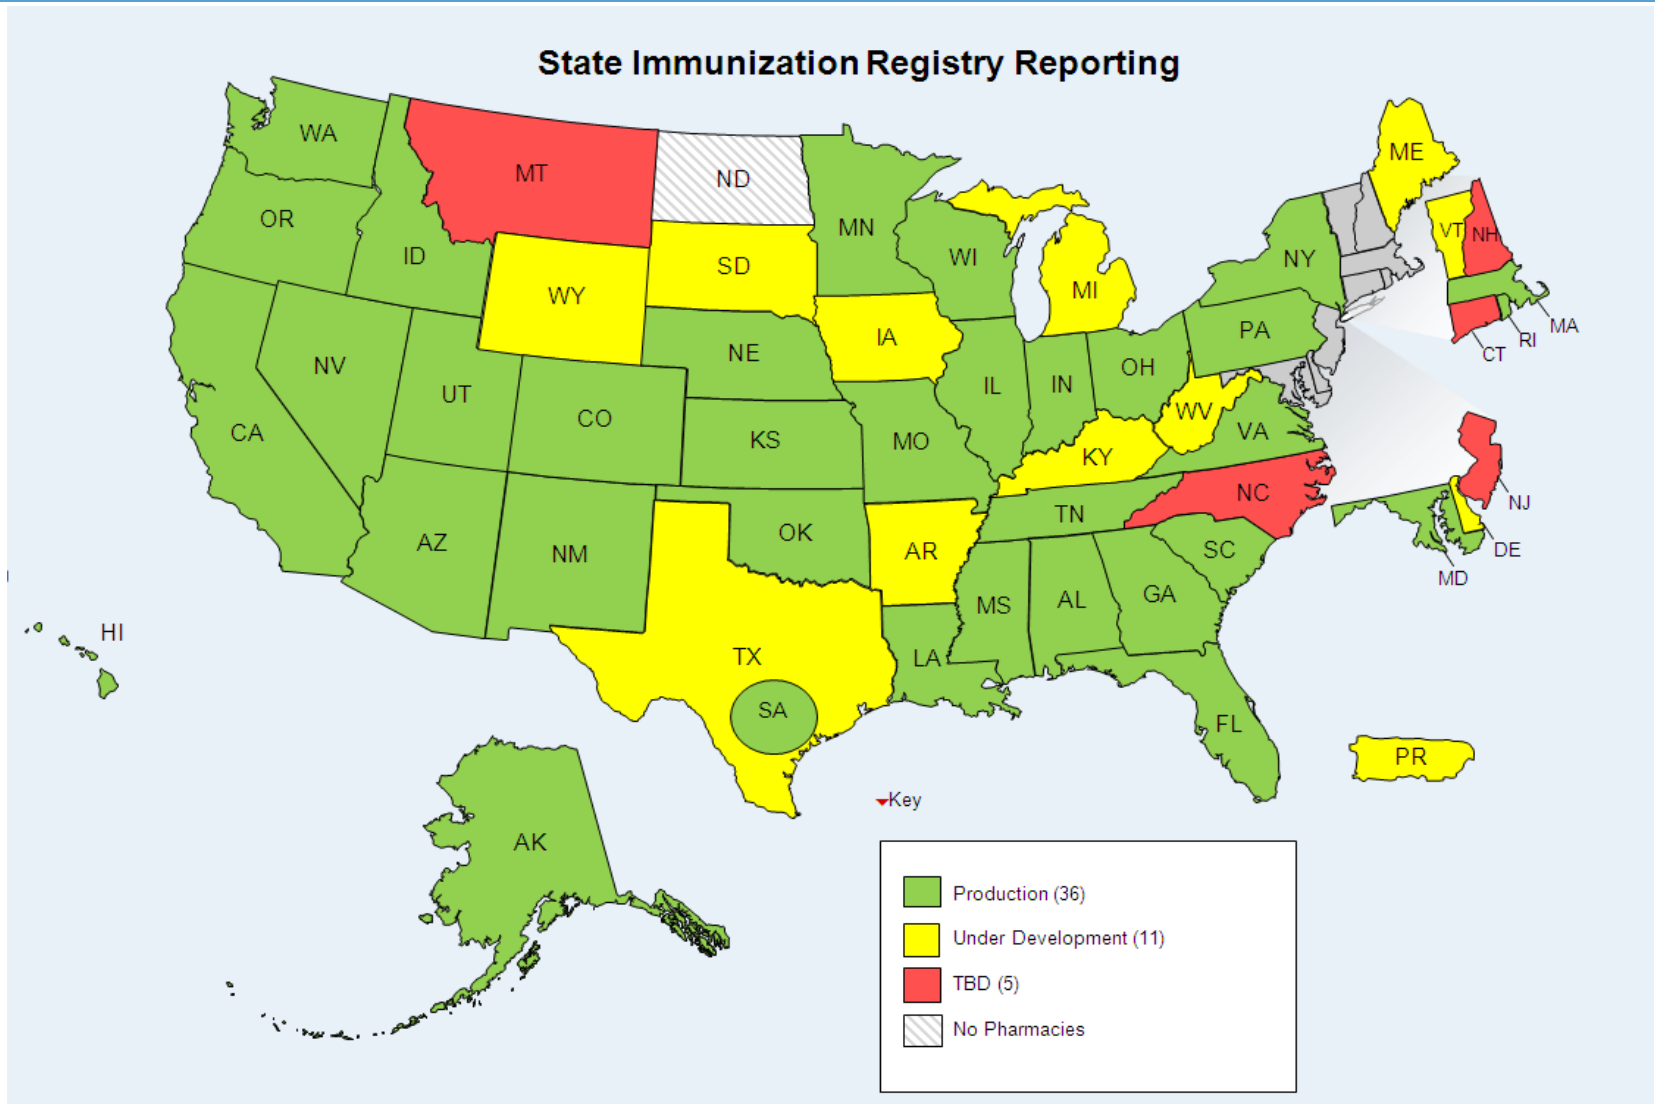 State Immunization Registry Reporting
WA
MT
ND
ME
OR
ID
MN
VT
NH
WI
NY
SD
WY
MI
MA
PA
RI
IA
CT
NE
NV
OH
UT
IL
IN
CO
WV
CA
KS
MO
VA
KY
NC
NJ
TN
OK
AZ
NM
AR
SC
DE
MD
GA
AL
MS
HI
TX
LA
SA
FL
PR
Key
AK
Production (36)
Under Development (11)
TBD (5)
No Pharmacies